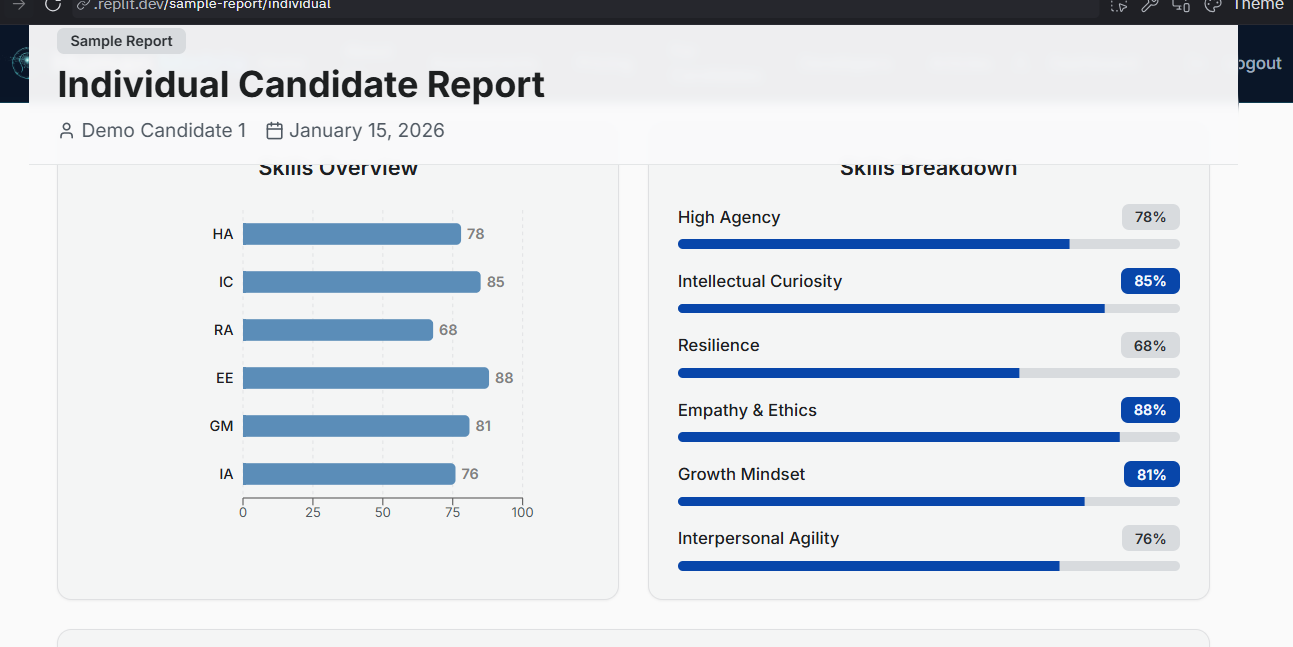 .replit.dev/sample-report/individual
Theme
Sample Report
ogout
Individual Candidate Report
Demo Candidate 1 January 15, 2026
Skills Overview
HA 78
IC 85
RA 68
EE 88
GM 81
IA 76
0 25 50 75 100
Skills Breakdown
High Agency 78%
Intellectual Curiosity 85%
Resilience 68%
Empathy & Ethics 88%
Growth Mindset 81%
Interpersonal Agility 76%